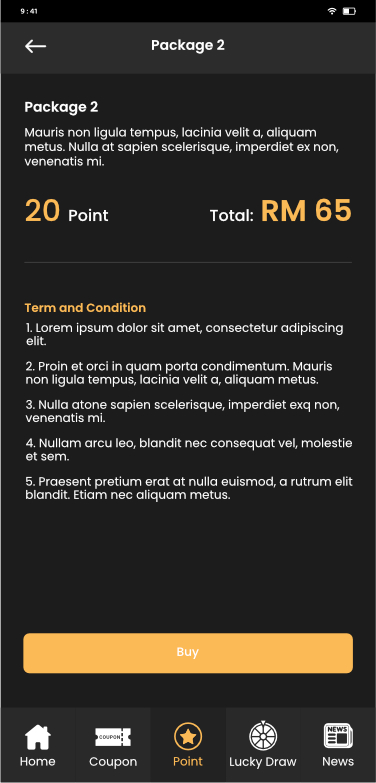 9:41
Package 2
Package 2
Mauris non ligula tempus, lacinia velit a, aliquam
metus. Nulla at sapien scelerisque, imperdiet ex non,
venenatis mi.
20 Point Total: RM 65
Term and Condition
1. Lorem ipsum dolor sit amet, consectetur adipiscing
elit.
2. Proin et orci in quam porta condimentum. Mauris
non ligula tempus, lacinia velit a, aliquam metus.
3. Nulla atone sapien scelerisque, imperdiet exq non,
venenatis mi.
4. Nullam arcu leo, blandit nec consequat vel, molestie
et sem.
5. Praesent pretium erat at nulla euismod, a rutrum elit
blandit. Etiam nec aliquam metus.
Buy
COUPON NEWS
Home Coupon Point Lucky Draw News